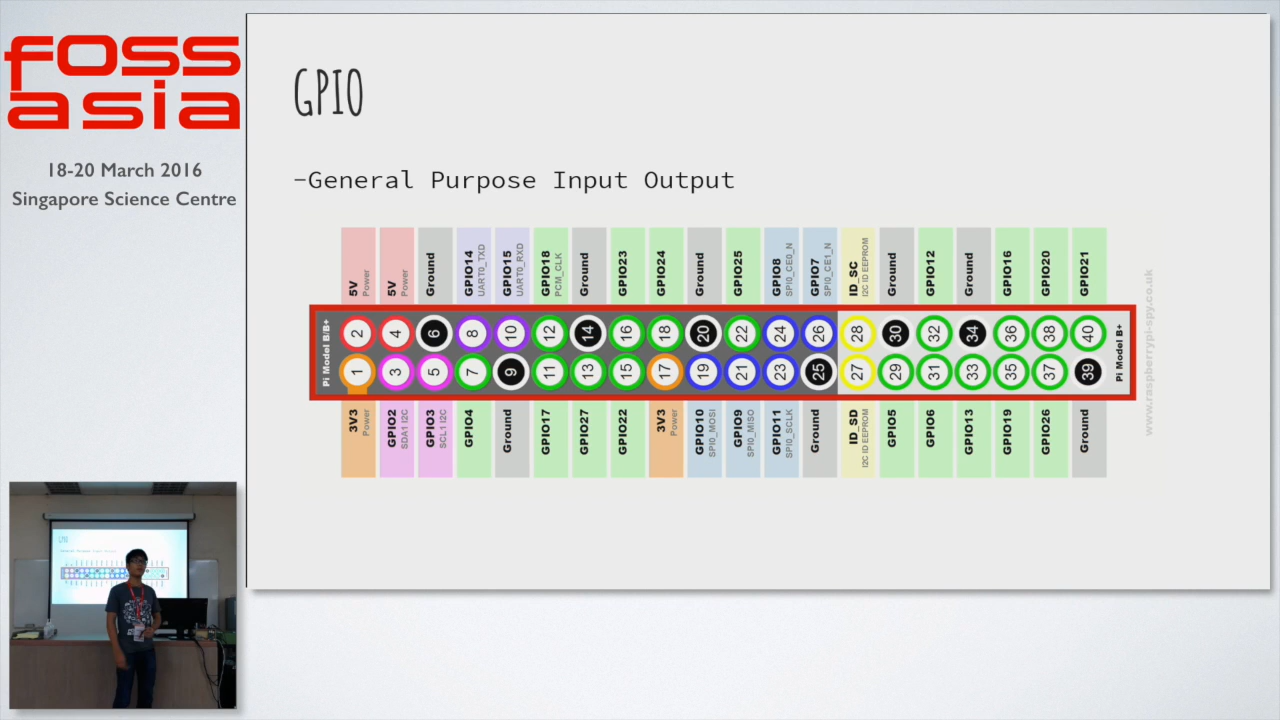 foss
asia
18-20 March 2016
Singapore Science Centre
GPIO
-General Purpose Input Output
5V Power
5V Power
Ground
GPIO14 UART0_TXD
GPIO15 UART0_RXD
GPIO18 PCM_CLK
Ground
GPIO23
GPIO24
Ground
GPIO25
GPIO8 SPI0_CE0_N
GPIO7 SPI0_CE1_N
ID_SC I2C ID EEPROM
Ground
GPIO12
Ground
GPIO16
GPIO20
GPIO21
Pi Model B/B+
2 4 6 8 10 12 14 16 18 20 22 24 26 28 30 32 34 36 38 40
1 3 5 7 9 11 13 15 17 19 21 23 25 27 29 31 33 35 37 39
Pi Model B+
3V3 Power
GPIO2 SDA1 I2C
GPIO3 SCL1 I2C
GPIO4
Ground
GPIO17
GPIO27
GPIO22
3V3 Power
GPIO10 SPI0_MOSI
GPIO9 SPI0_MISO
GPIO11 SPI0_SCLK
Ground
ID_SD I2C ID EEPROM
GPIO5
GPIO6
GPIO13
GPIO19
GPIO26
Ground
www.raspberrypi-spy.co.uk
GPIO